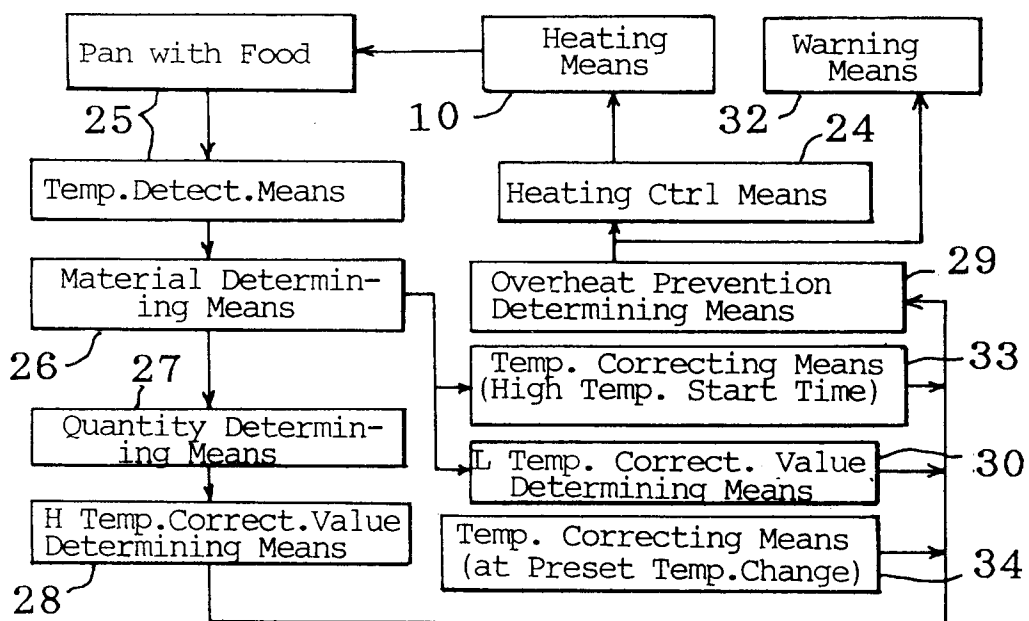 Pan with Food
Heating
Means
Warning
Means
25
10
32
24
Temp.Detect.Means
Heating Ctrl Means
Material Determin-
ing Means
Overheat Prevention
Determining Means
29
26
27
Temp. Correcting Means
(High Temp. Start Time)
33
Quantity Determin-
ing Means
L Temp. Correct. Value
Determining Means
30
H Temp.Correct.Value
Determining Means
Temp. Correcting Means
(at Preset Temp.Change)
34
28